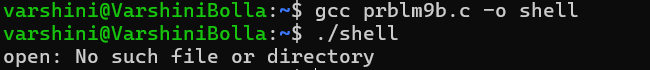 varshini@VarshiniBolla:~$ gcc prblm9b.c -o shell
varshini@VarshiniBolla:~$ ./shell
open: No such file or directory